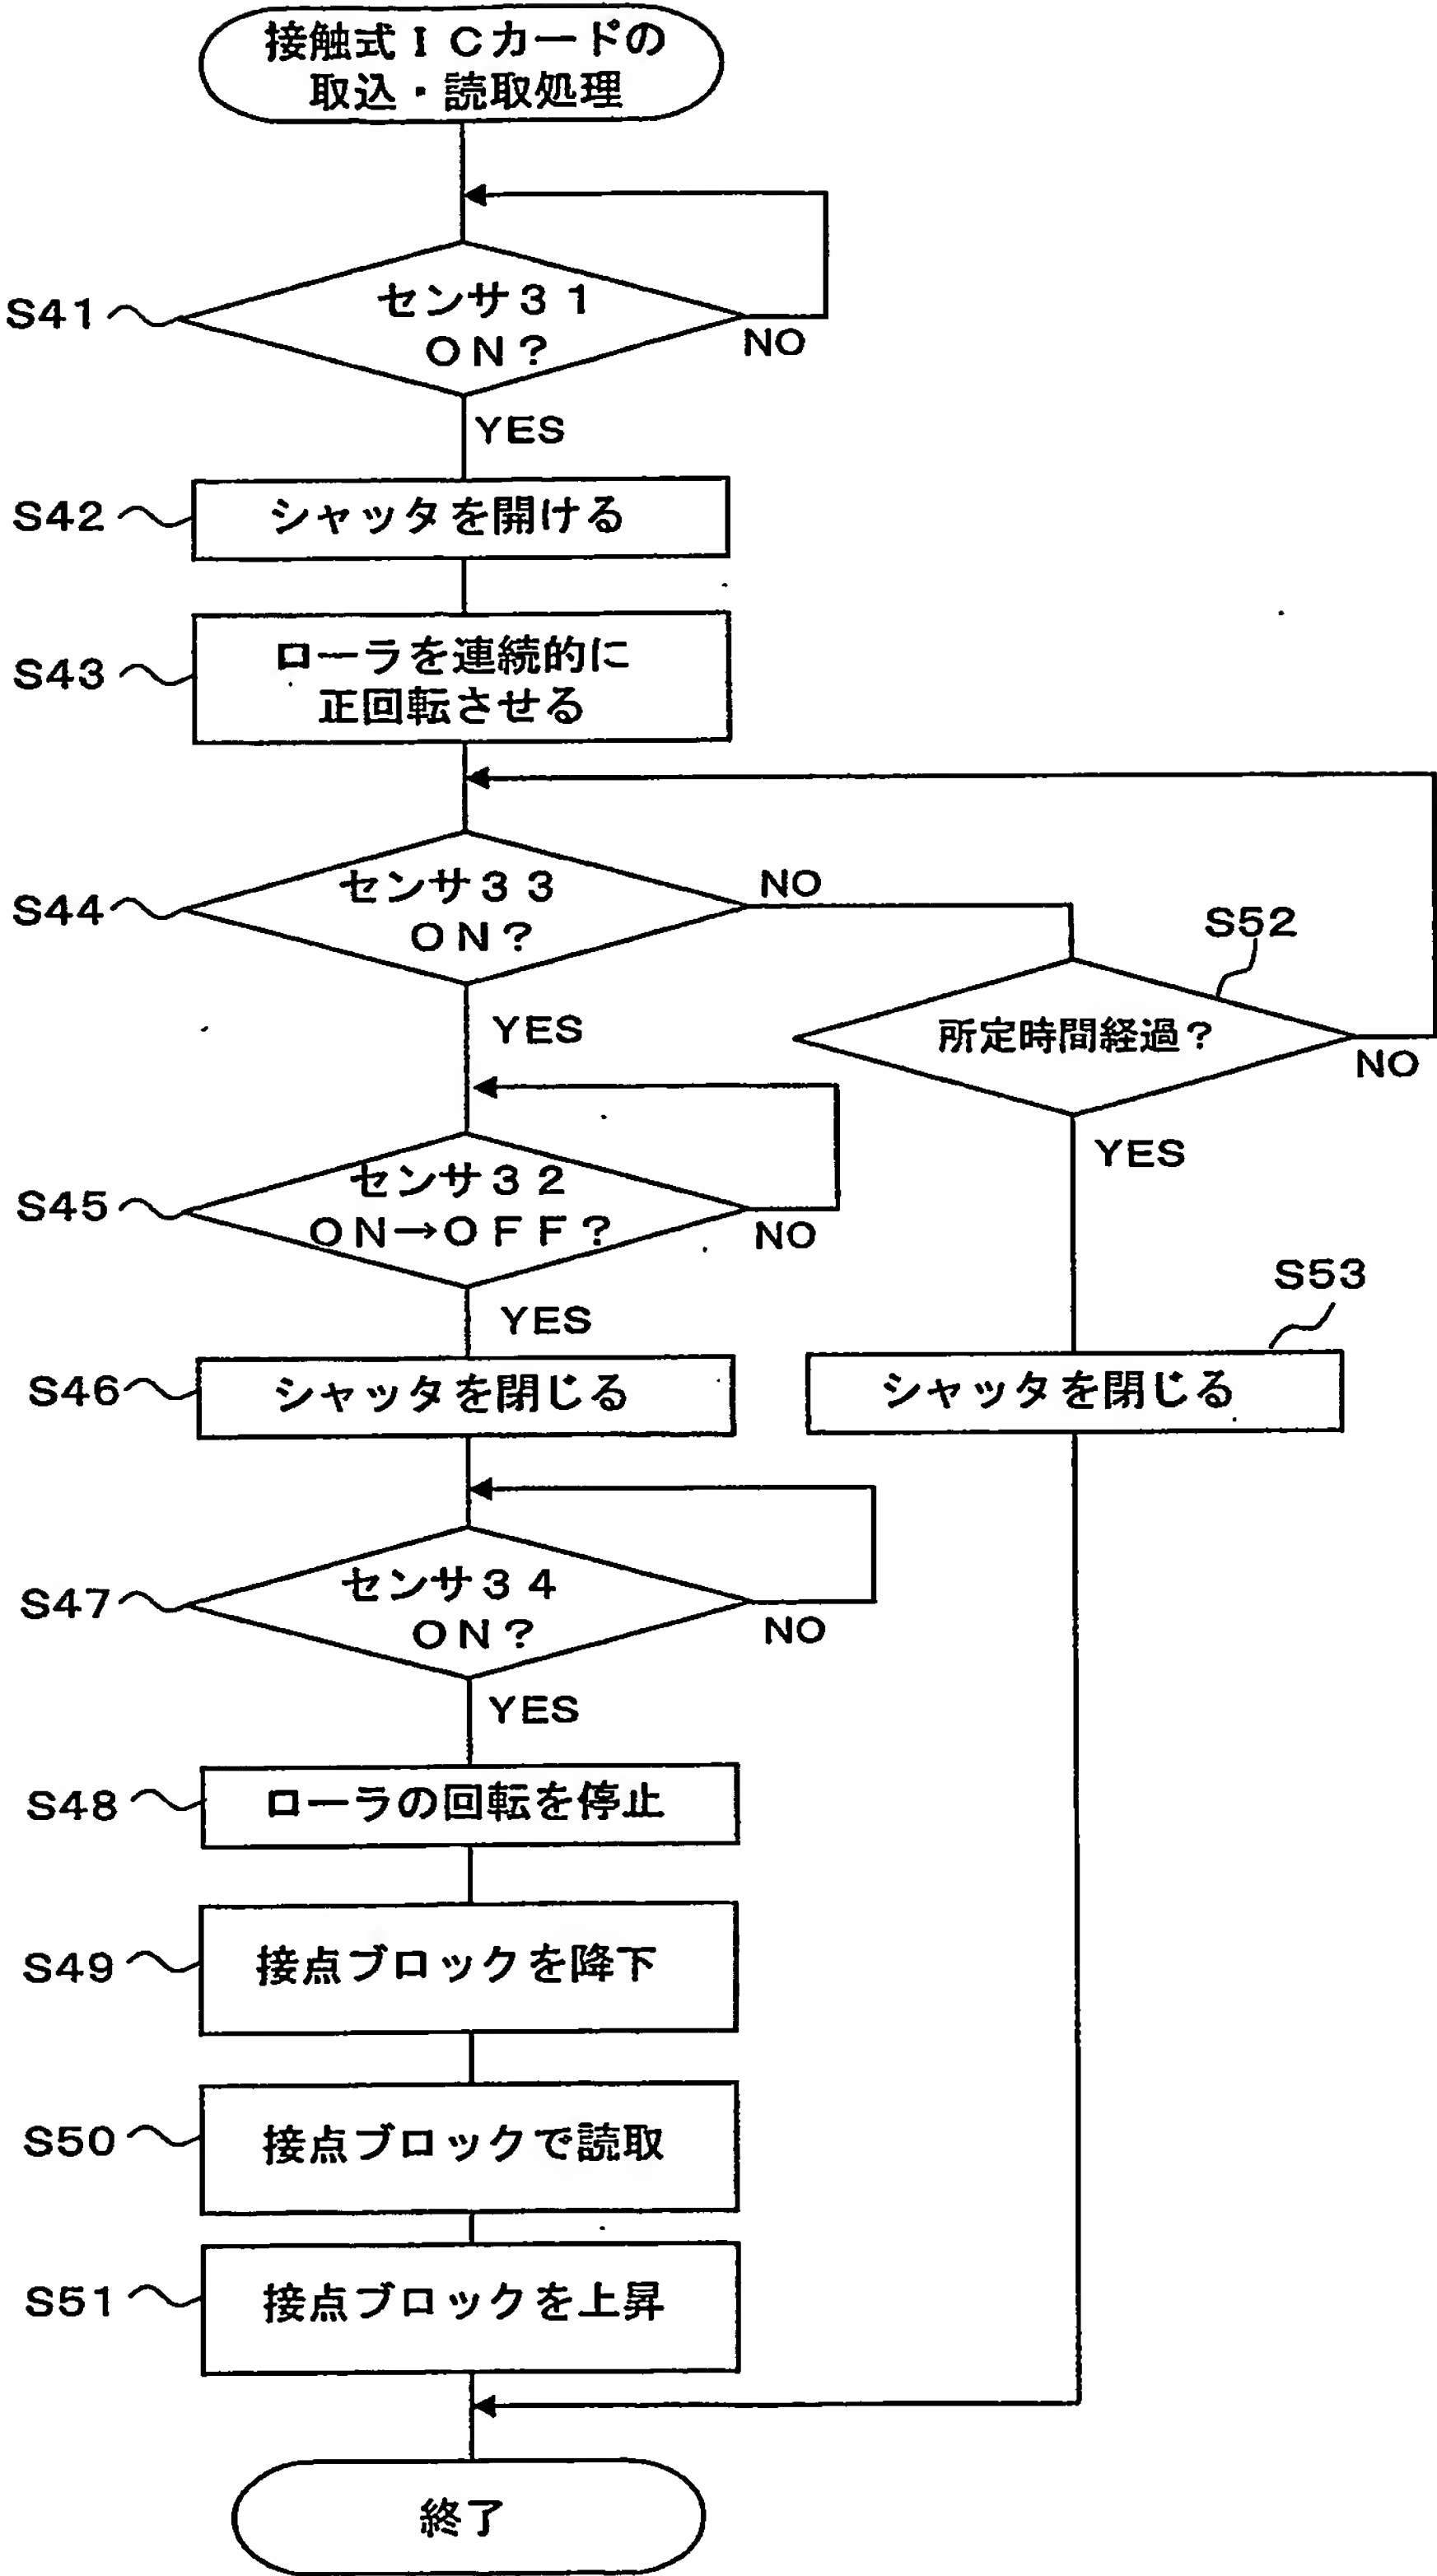 接触式ＩＣカードの
取込・読取処理
S41
センサ３１
ＯＮ？
NO
YES
S42
シャッタを開ける
S43
ローラを連続的に
正回転させる
S44
センサ３３
ＯＮ？
NO
YES
S52
所定時間経過？
NO
YES
S45
センサ３２
ＯＮ→ＯＦＦ？
NO
YES
S46
シャッタを閉じる
S53
シャッタを閉じる
S47
センサ３４
ＯＮ？
NO
YES
S48
ローラの回転を停止
S49
接点ブロックを降下
S50
接点ブロックで読取
S51
接点ブロックを上昇
終了